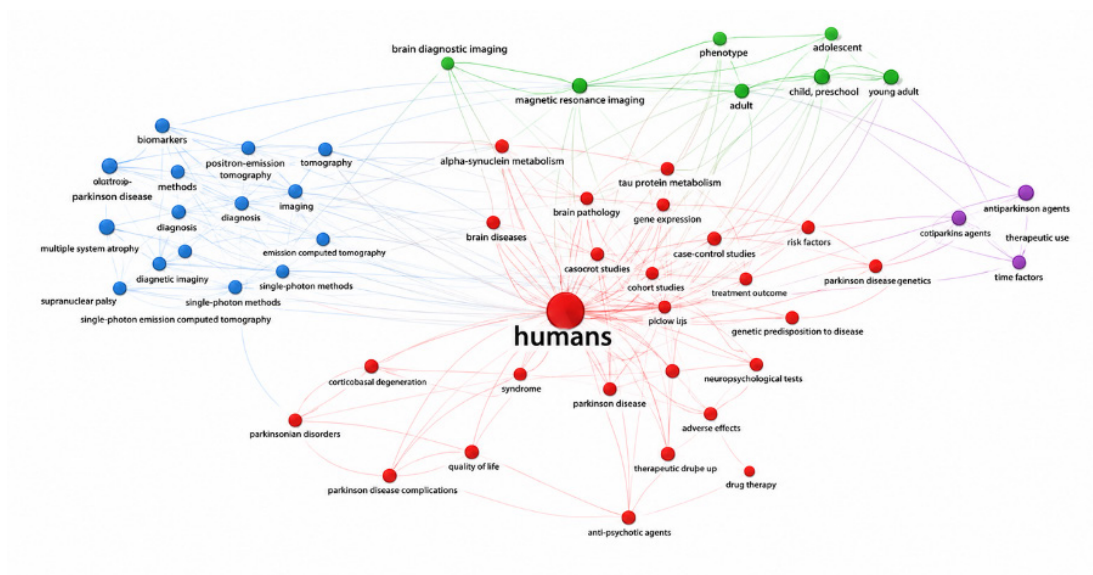 brain diagnostic imaging
phenotype
adolescent
magnetic resonance imaging
adult
child, preschool
young adult
biomarkers
positron-emission
tomography
tomography
alpha-synuclein metabolism
parkinson disease
methods
imaging
tau protein metabolism
brain pathology
gene expression
antiparkinson agents
diagnosis
diagnosis
brain diseases
risk factors
cotiparkins agents
therapeutic use
multiple system atrophy
emission computed tomography
case-control studies
casocrot studies
cohort studies
treatment outcome
parkinson disease genetics
time factors
diagnetic imaginy
single-photon methods
supranuclear palsy
single-photon methods
single-photon emission computed tomography
humans
genetic predisposition to disease
corticobasal degeneration
syndrome
parkinson disease
neuropsychological tests
parkinsonian disorders
adverse effects
quality of life
therapeutic
drug therapy
parkinson disease complications
anti-psychotic agents